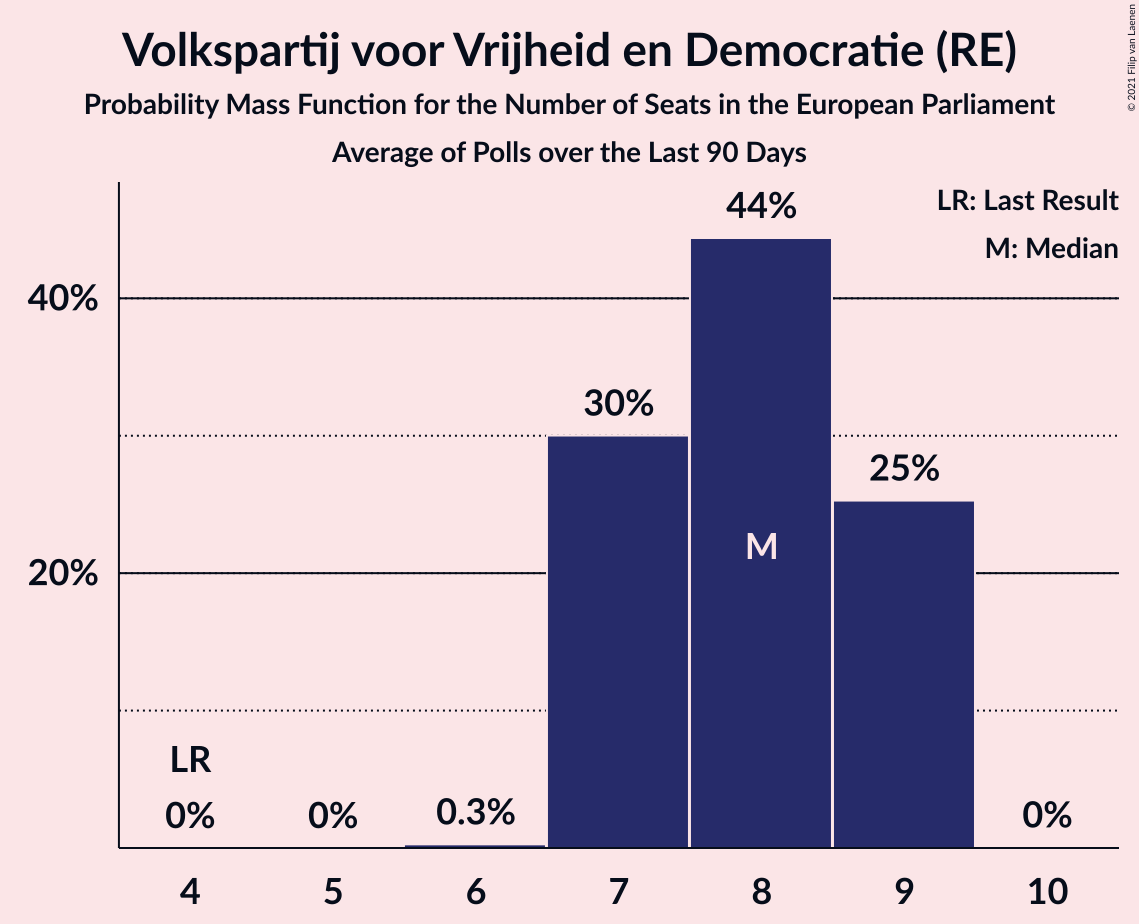 Volkspartij voor Vrijheid en Democratie (RE)
Probability Mass Function for the Number of Seats in the European Parliament
Average of Polls over the Last 90 Days
© 2021 Filip van Laenen
LR: Last Result
M: Median
44%
40%
30%
25%
M
20%
LR
0%
0%
0.3%
0%
4
5
6
7
8
9
10